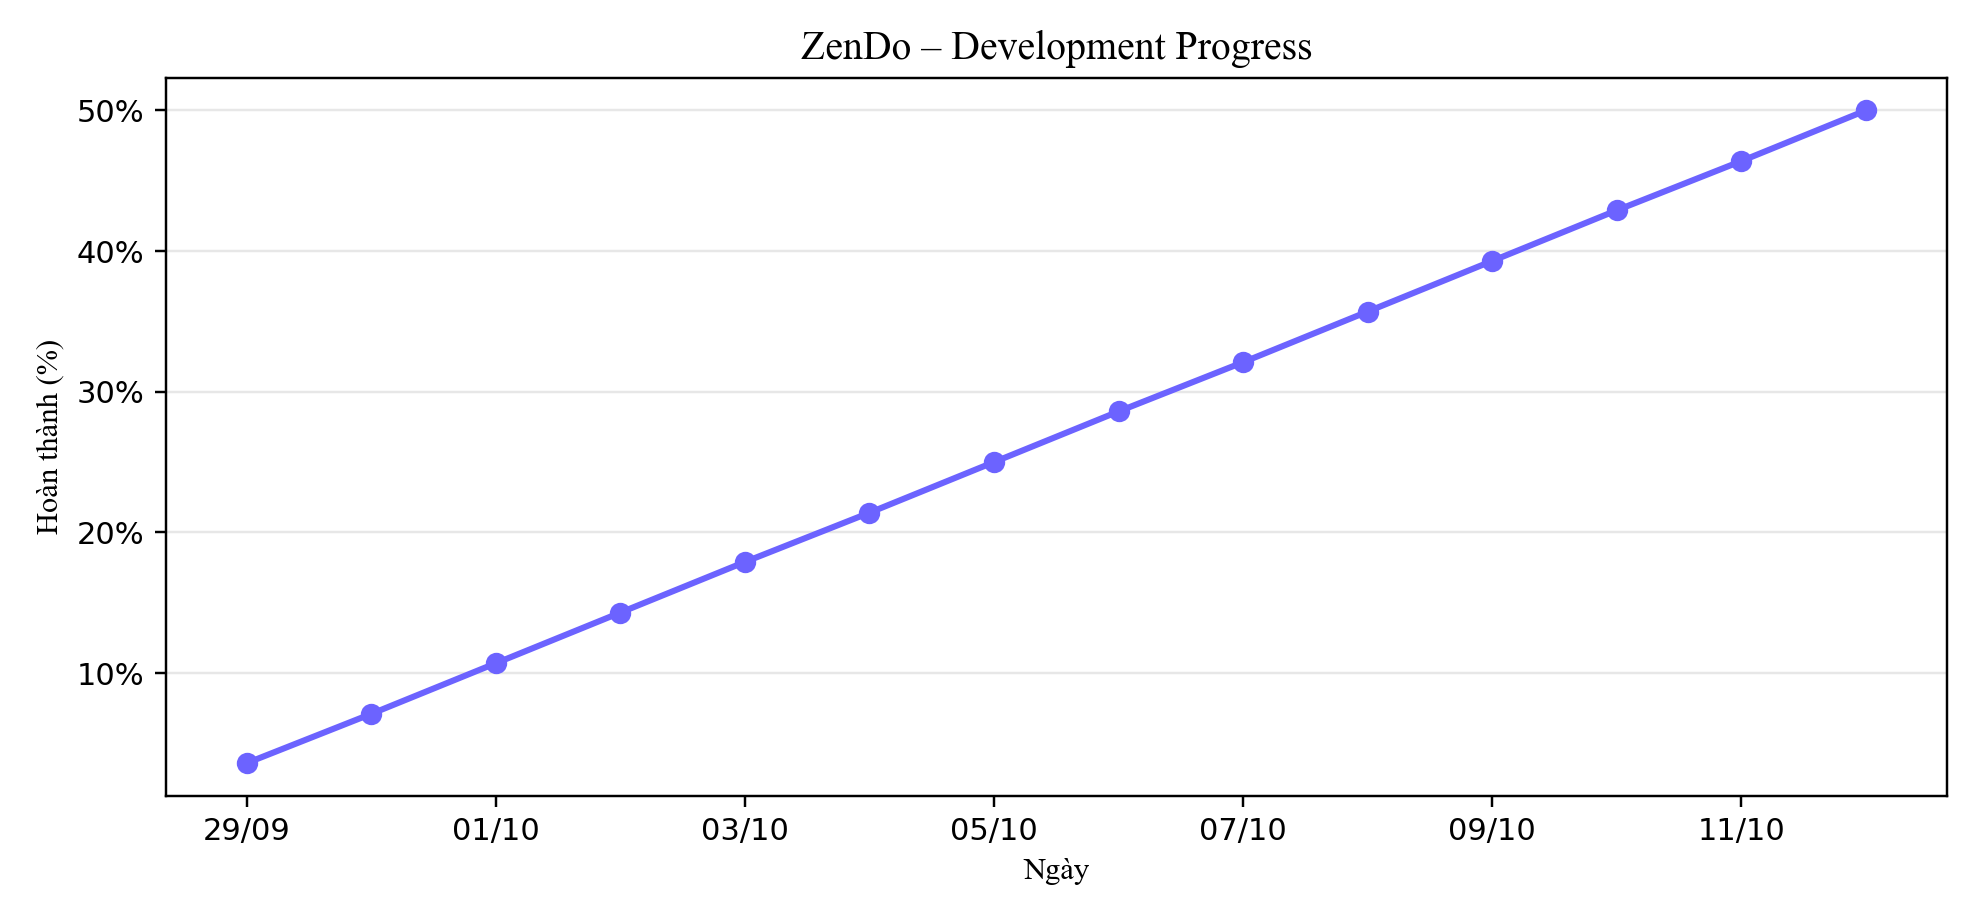 ZenDo – Development Progress
Hoàn thành (%)
50%
40%
30%
20%
10%
29/09 01/10 03/10 05/10 07/10 09/10 11/10
Ngày